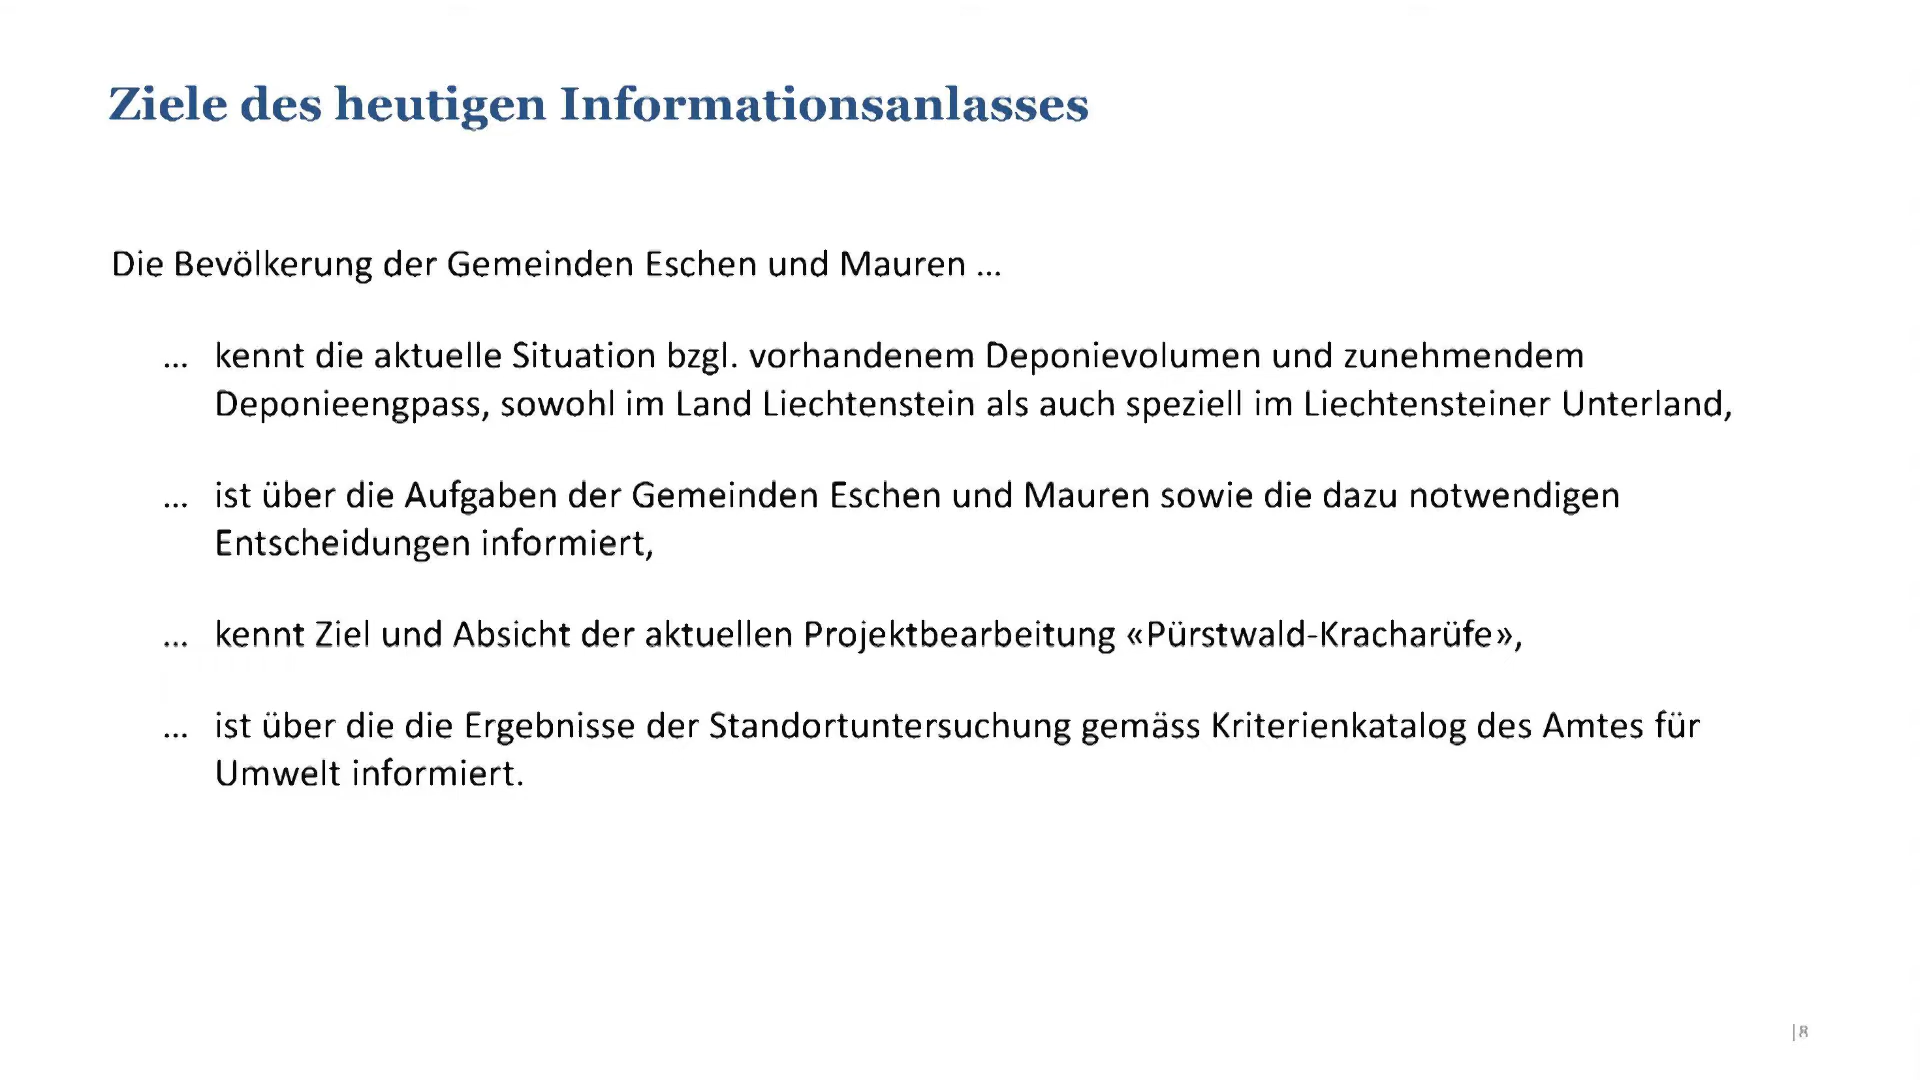 Ziele des heutigen Informationsanlasses
Die Bevölkerung der Gemeinden Eschen und Mauren ...
... kennt die aktuelle Situation bzgl. vorhandenem Deponievolumen und zunehmendem
Deponieengpass, sowohl im Land Liechtenstein als auch speziell im Liechtensteiner Unterland,
... ist über die Aufgaben der Gemeinden Eschen und Mauren sowie die dazu notwendigen
Entscheidungen informiert,
... kennt Ziel und Absicht der aktuellen Projektbearbeitung «Pürstwald-Kracharüfe»,
... ist über die die Ergebnisse der Standortuntersuchung gemäss Kriterienkatalog des Amtes für
Umwelt informiert.
|8